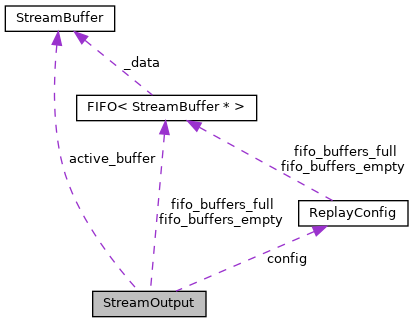 StreamBuffer
_data
FIFO< StreamBuffer * >
active_buffer
fifo_buffers_full
fifo_buffers_empty
fifo_buffers_full
fifo_buffers_empty
ReplayConfig
config
StreamOutput